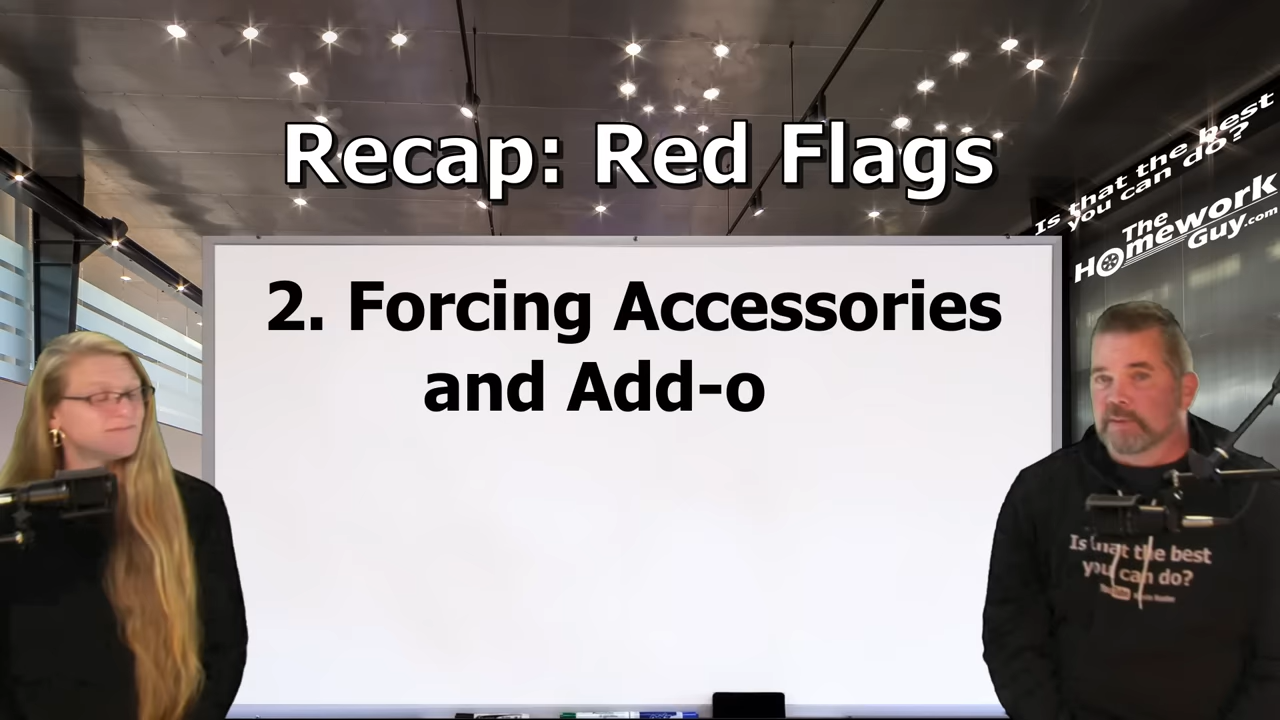 Recap: Red Flags
Is that the best
you can do?
The
Homework
Guy.com
2. Forcing Accessories
and Add-o
Is that the best
you can do?